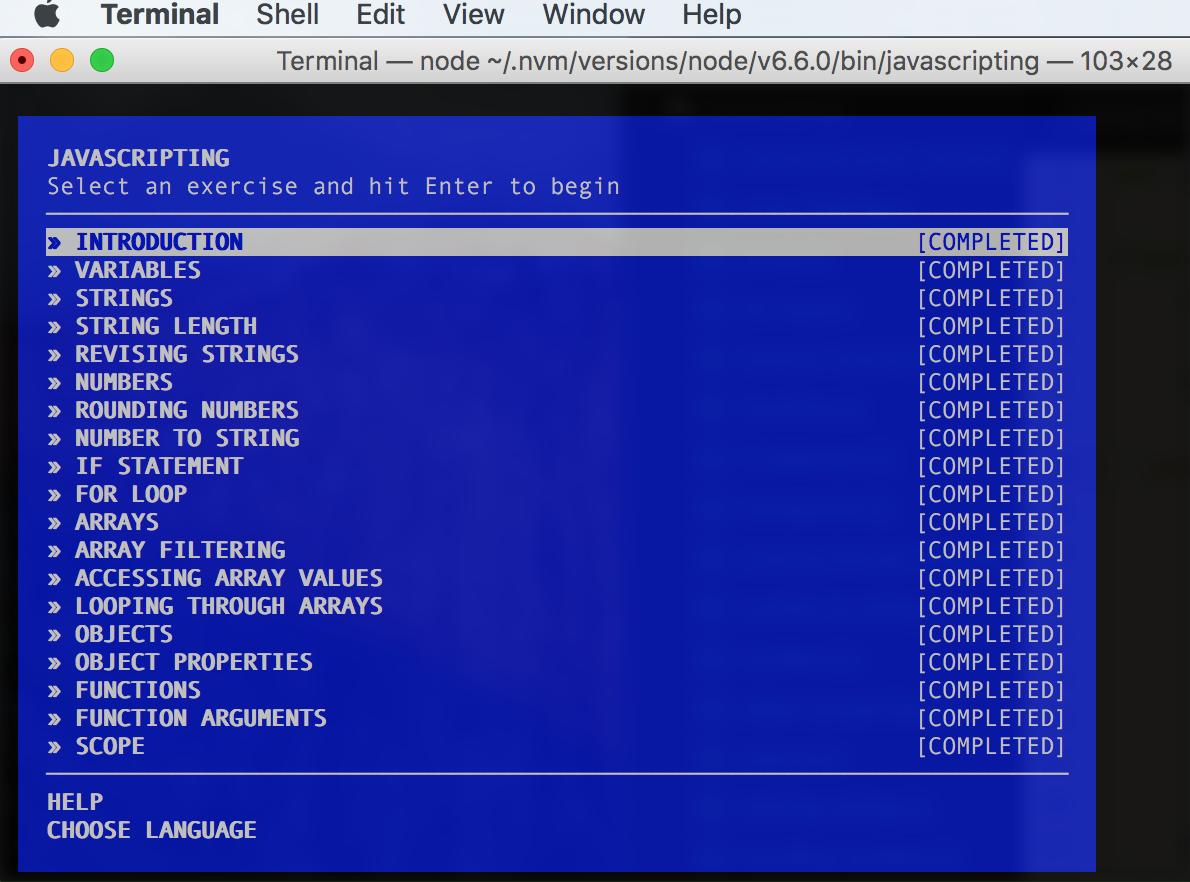 Terminal Shell Edit View Window Help
Terminal — node ~/.nvm/versions/node/v6.6.0/bin/javascripting — 103×28
JAVASCRIPTING
Select an exercise and hit Enter to begin
» INTRODUCTION [COMPLETED]
» VARIABLES [COMPLETED]
» STRINGS [COMPLETED]
» STRING LENGTH [COMPLETED]
» REVISING STRINGS [COMPLETED]
» NUMBERS [COMPLETED]
» ROUNDING NUMBERS [COMPLETED]
» NUMBER TO STRING [COMPLETED]
» IF STATEMENT [COMPLETED]
» FOR LOOP [COMPLETED]
» ARRAYS [COMPLETED]
» ARRAY FILTERING [COMPLETED]
» ACCESSING ARRAY VALUES [COMPLETED]
» LOOPING THROUGH ARRAYS [COMPLETED]
» OBJECTS [COMPLETED]
» OBJECT PROPERTIES [COMPLETED]
» FUNCTIONS [COMPLETED]
» FUNCTION ARGUMENTS [COMPLETED]
» SCOPE [COMPLETED]
HELP
CHOOSE LANGUAGE